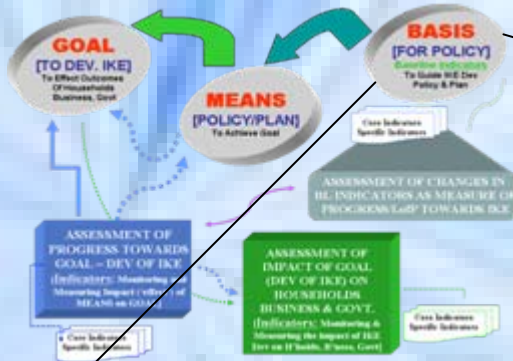 GOAL
[TO DEV. IKE]
To Effect Outcomes
Of Households
Business, Govt
MEANS
[POLICY/PLAN]
To Achieve Goal
BASIS
[FOR POLICY]
Baseline Indicators
To Guide IKE Dev
Policy & Plan
Core Indicators
Specific Indicators
ASSESSMENT OF CHANGES IN
BL INDICATORS AS MEASURE OF
PROGRESS/ TOWARDS IKE
ASSESSMENT OF
PROGRESS TOWARDS
GOAL – DEV OF IKE
(Indicators: Monitoring and
Measuring Impact (effect) of
MEANS on GOAL)
Core Indicators
Specific Indicators
ASSESSMENT OF
IMPACT OF GOAL
(DEV OF IKE) ON
HOUSEHOLDS
BUSINESS & GOVT.
(Indicators: Monitoring &
Measuring the impact of IKE
Dev on H'holds, B'ness, Govt)
Core Indicators
Specific Indicators